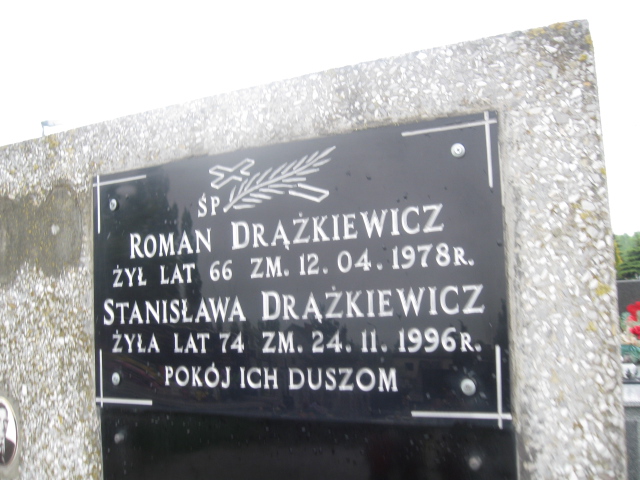 ŚP
ROMAN DRĄŻKIEWICZ
ŻYŁ LAT 66 ZM. 12. 04. 1978R.
STANISŁAWA DRĄŻKIEWICZ
ŻYŁA LAT 74 ZM. 24. 11. 1996R.
POKÓJ ICH DUSZOM